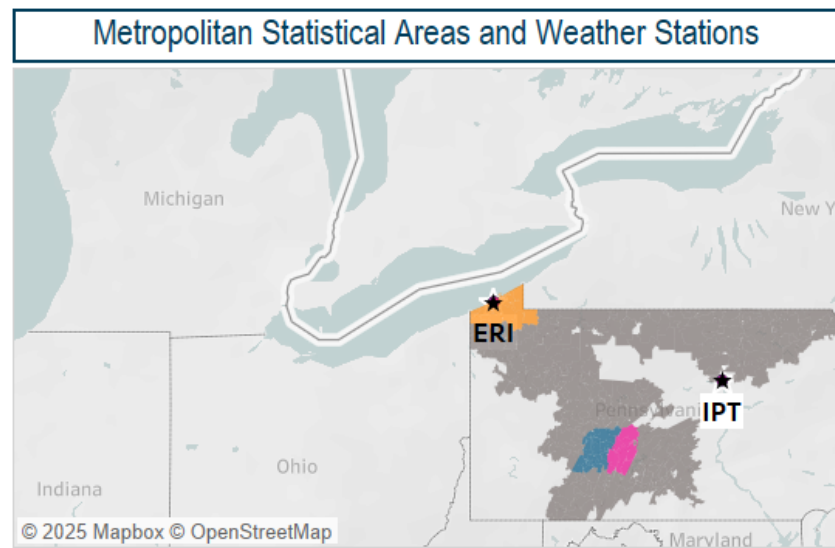 Metropolitan Statistical Areas and Weather Stations
Michigan
New Y
ERI
Pennsylvani
IPT
Ohio
Indiana
© 2025 Mapbox © OpenStreetMap
Maryland